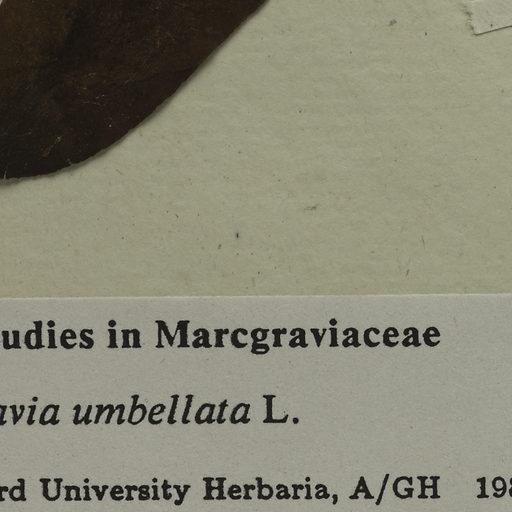 udies in Marcgraviaceae
avia umbellata L.
rd University Herbaria, A/GH 198